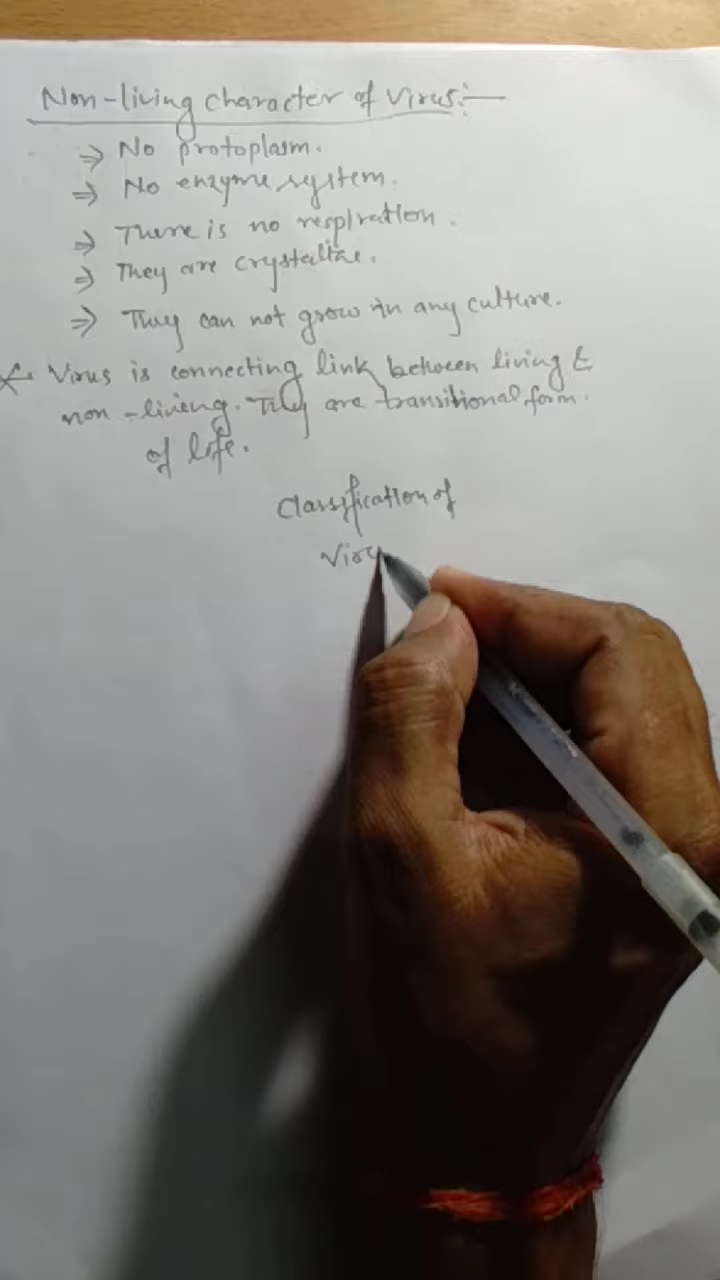 Non-living character of virus:—
⇒ No protoplasm.
⇒ No enzyme system.
⇒ There is no respiration.
⇒ They are crystaline.
⇒ They can not grow in any culture.
* Virus is connecting link between living &
non-living. They are transitional form
of life.
Classification of
Viru